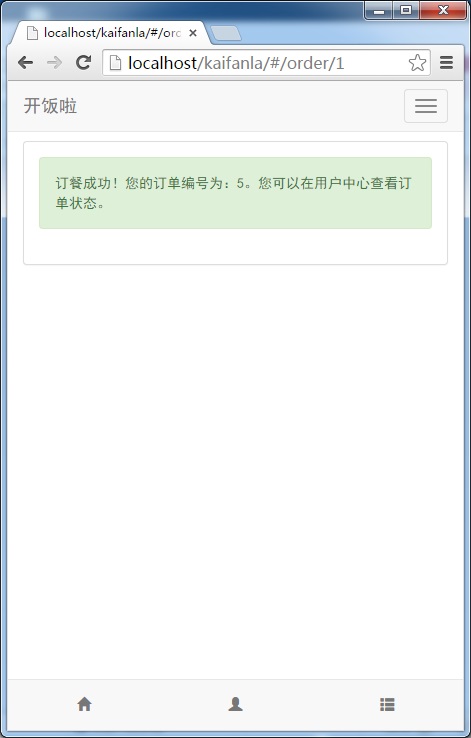 localhost/kaifanla/#/orc
localhost/kaifanla/#/order/1
开饭啦
订餐成功！您的订单编号为：5。您可以在用户中心查看订
单状态。